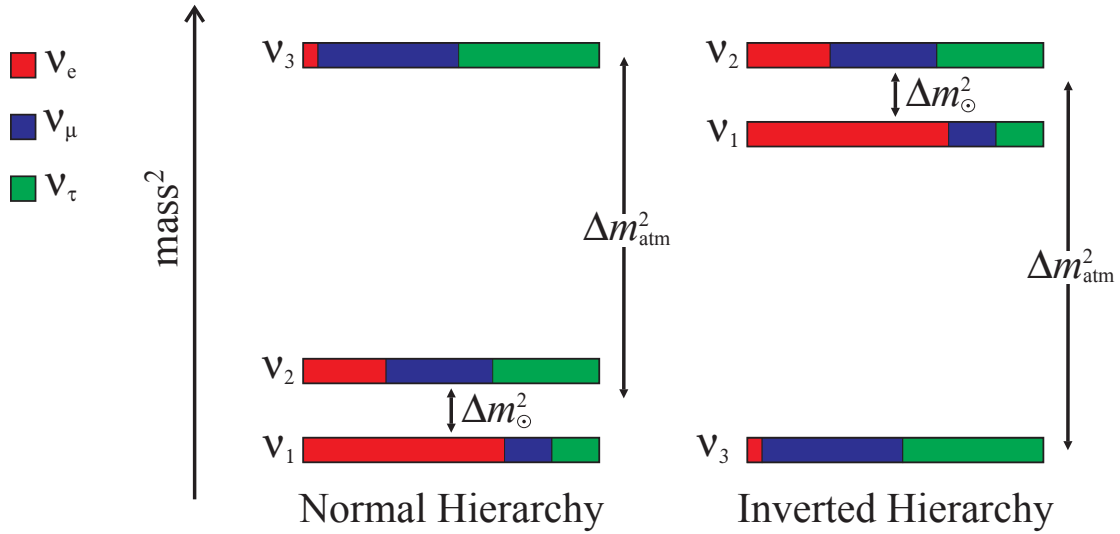 ν_e
ν_μ
ν_τ
mass²
ν₃
Δm²_atm
ν₂
Δm²_⊙
ν₁
Normal Hierarchy
ν₂
Δm²_⊙
ν₁
Δm²_atm
ν₃
Inverted Hierarchy